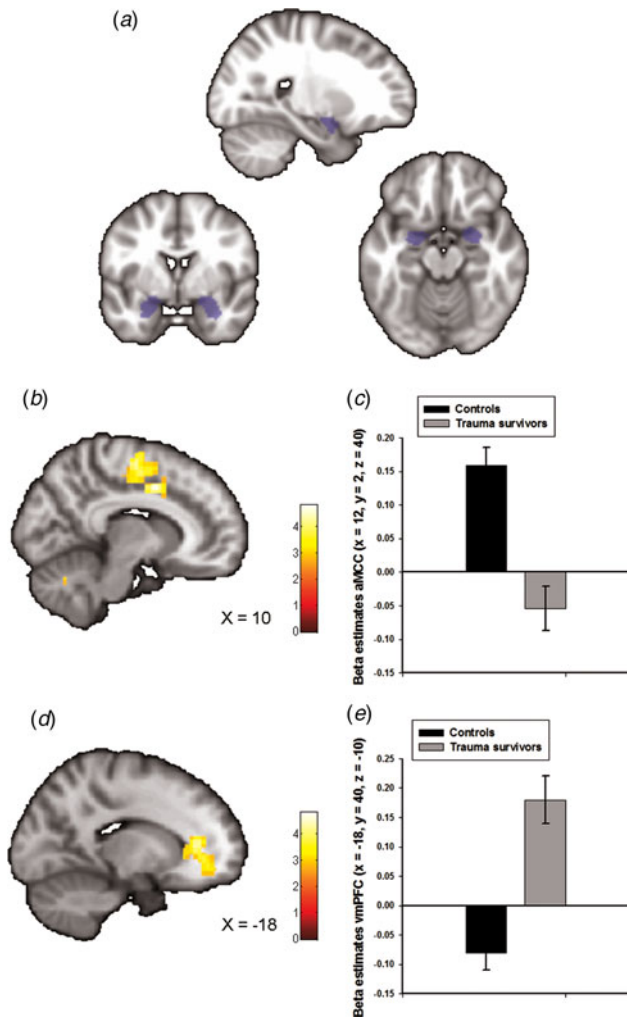 (a)
(b)
4
3
2
1
0
X = 10
(c)
Controls
Trauma survivors
Beta estimates aMCC (x = 12, y = 2, z = 40)
0.20
0.15
0.10
0.05
0.00
-0.05
-0.10
-0.15
(d)
4
3
2
1
0
X = -18
(e)
Controls
Trauma survivors
Beta estimates vmPFC (x = -18, y = 40, z = -10)
0.25
0.20
0.15
0.10
0.05
0.00
-0.05
-0.10
0.15